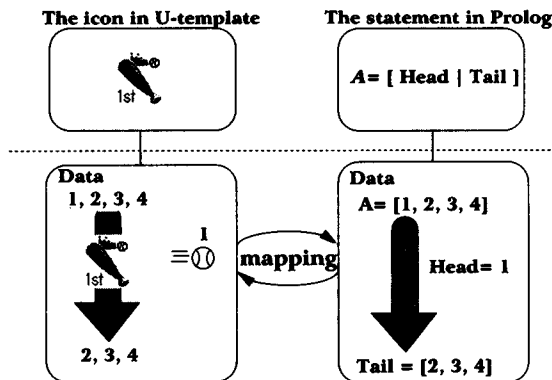 The icon in U-template
1st
Data
1, 2, 3, 4
1st
1
2, 3, 4
mapping
The statement in Prolog
A= [ Head | Tail ]
Data
A= [1, 2, 3, 4]
Head= 1
Tail = [2, 3, 4]